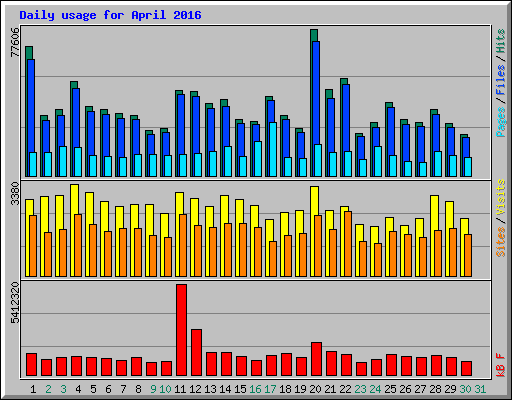 Daily usage for April 2016
77606
Pages / Files / Hits
3380
Sites / Visits
5412320
kB F
1 2 3 4 5 6 7 8 9 10 11 12 13 14 15 16 17 18 19 20 21 22 23 24 25 26 27 28 29 30 31